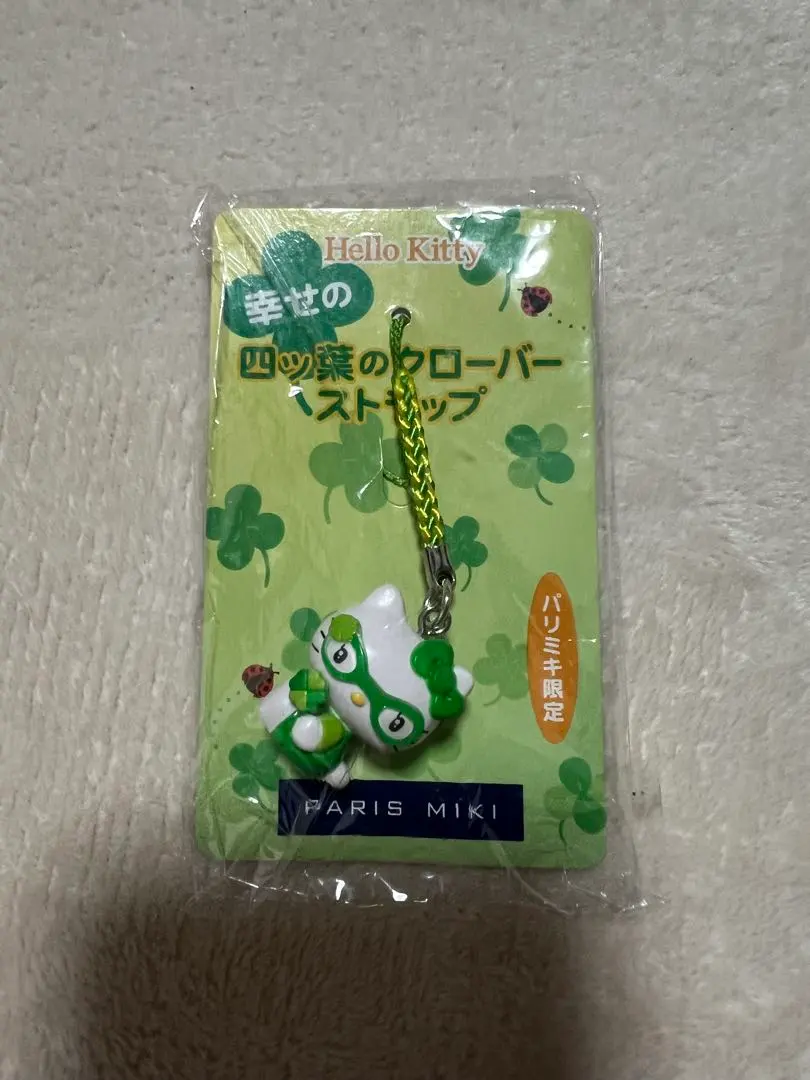 Hello Kitty
幸せの
四ッ葉のクローバー
ストラップ
パリミキ限定
PARIS MIKI